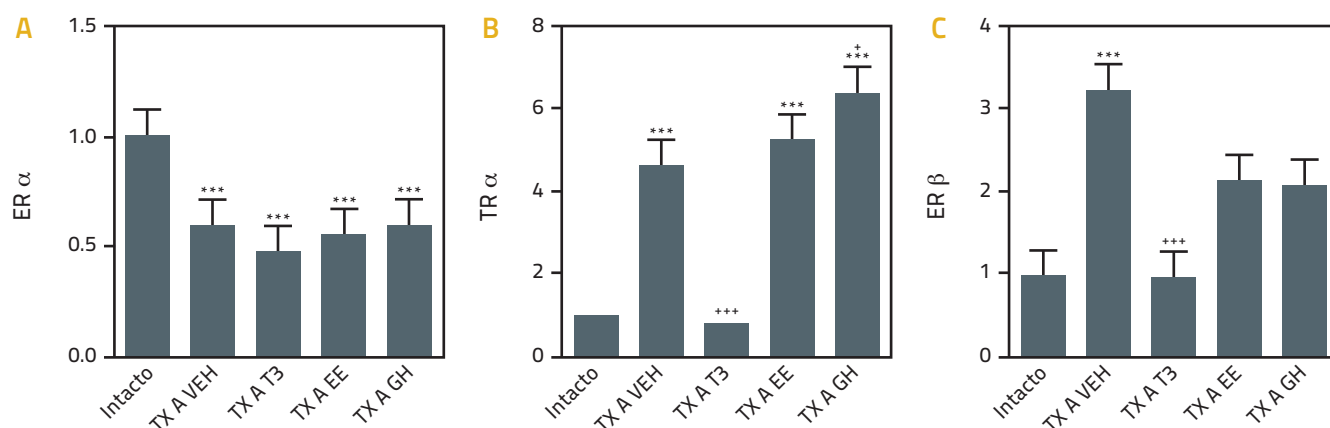 A
ER α
1.5
1.0
0.5
0.0
***
***
***
***
Intacto
TX A VEH
TX A T3
TX A EE
TX A GH
B
TR α
8
6
4
2
0
***
+++
***
+
***
Intacto
TX A VEH
TX A T3
TX A EE
TX A GH
C
ER β
4
3
2
1
0
***
+++
Intacto
TX A VEH
TX A T3
TX A EE
TX A GH